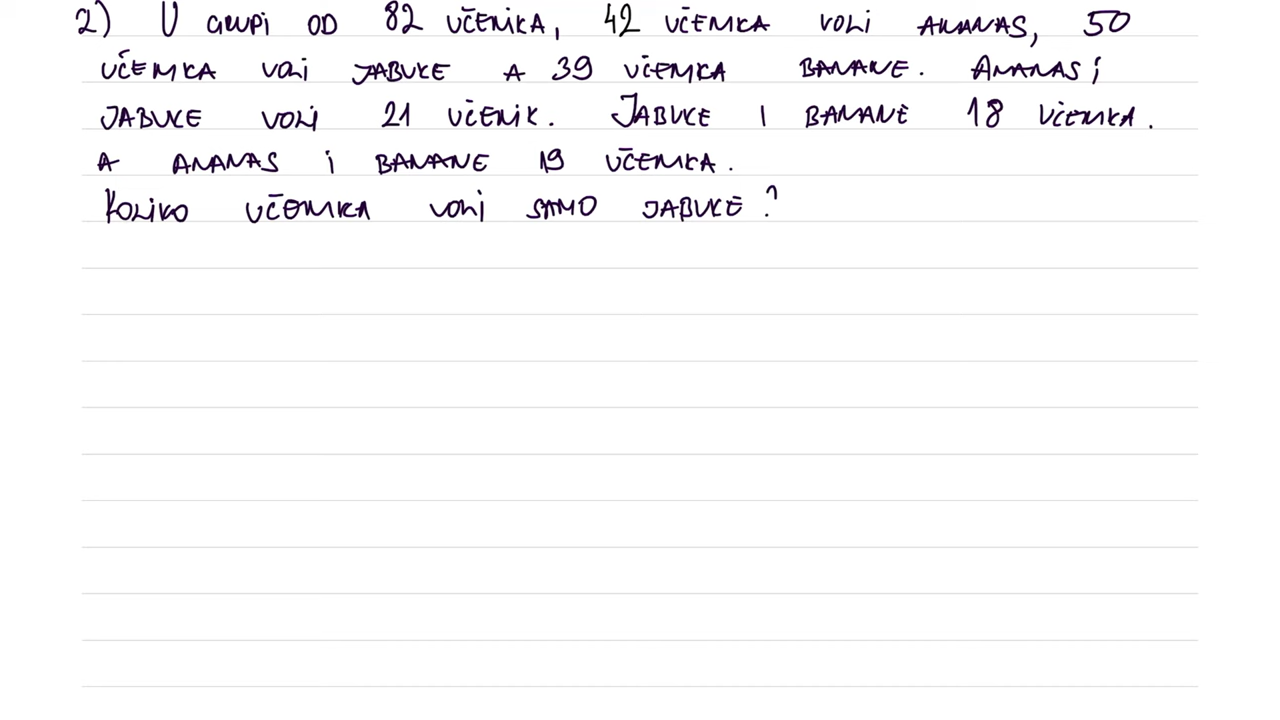 2) U GRUPI OD 82 UČENIKA, 42 UČENIKA VOLI ANANAS, 50
UČENIKA VOLI JABUKE A 39 UČENIKA BANANE. ANANAS i
JABUKE VOLI 21 UČENIK. JABUKE I BANANE 18 UČENIKA.
A ANANAS i BANANE 19 UČENIKA.
KOLIKO UČENIKA VOLI SAMO JABUKE?